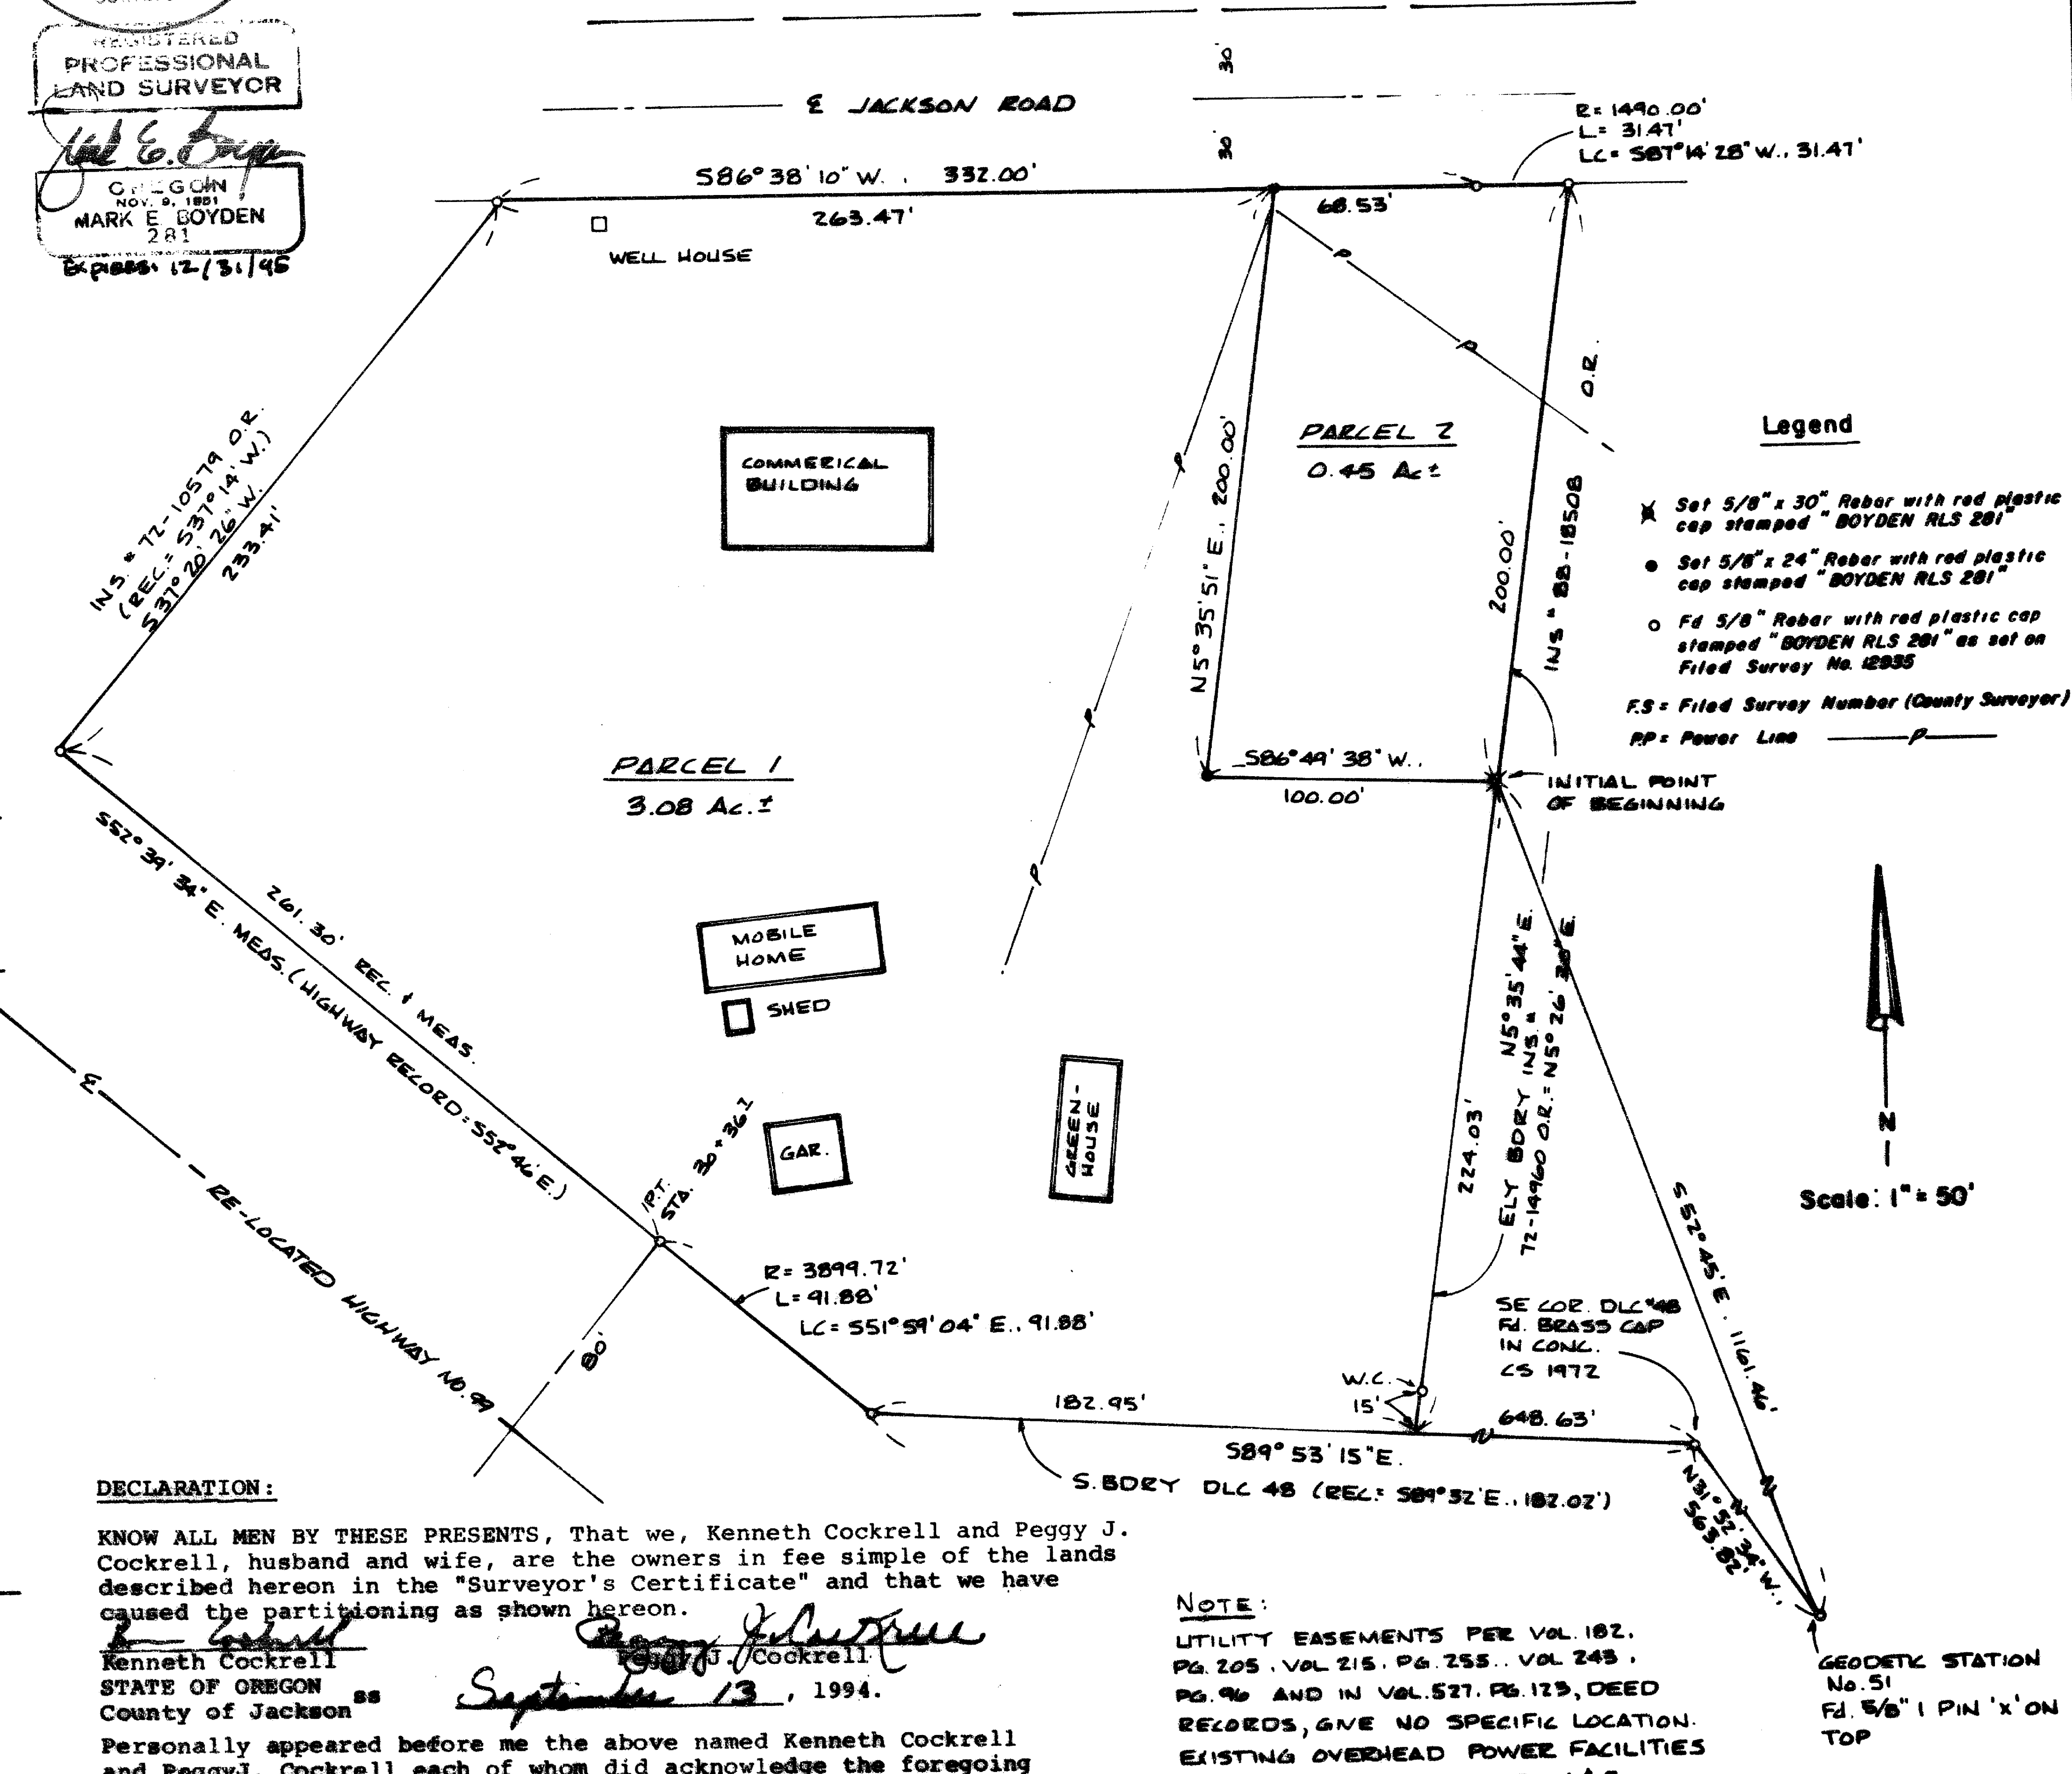 REGISTERED
PROFESSIONAL
LAND SURVEYOR
OREGON
NOV. 9, 1981
MARK E BOYDEN
281
EXPIRES: 12/31/95
30'
℄ JACKSON ROAD
30'
R= 1490.00'
L= 31.47'
LC= S87°14'28" W., 31.47'
S86°38'10" W. , 332.00'
263.47'
68.53'
WELL HOUSE
INS. # 72-10579 O.R.
(REC.= S37°14' W.)
S37°20'26" W.
233.41'
COMMERICAL
BUILDING
P
P
P
P
P
N5°35'51" E., 200.00'
PARCEL 2
0.45 Ac±
200.00'
INS # 88-18508 O.R.
S86°49'38" W.,
100.00'
INITIAL POINT
OF BEGINNING
Legend
Set 5/8" x 30" Rebar with red plastic
cap stamped "BOYDEN RLS 281"
Set 5/8" x 24" Rebar with red plastic
cap stamped "BOYDEN RLS 281"
Fd 5/8" Rebar with red plastic cap
stamped "BOYDEN RLS 281" as set on
Filed Survey No. 12935
F.S = Filed Survey Number (County Surveyor)
P.P = Power Line P
PARCEL 1
3.08 Ac.±
S52°39'34" E. MEAS. (HIGHWAY RECORD = S52°46' E.)
261.30' REC. & MEAS.
MOBILE
HOME
SHED
GAR.
GREEN-
HOUSE
P.T.
STA. 30+36.1
80'
℄
RE-LOCATED HIGHWAY NO. 99
R= 3899.72'
L= 91.88'
LC= S51°59'04" E., 91.88'
224.03'
N5°35'44" E.
ELY BDRY INS. #
72-14960 O.R. = N5°26'30" E.
N
Scale: 1" = 50'
S52°45' E. 1161.46'
SE COR. DLC #48
Fd. BRASS CAP
IN CONC.
CS 1972
W.C.
15'
182.95'
648.63'
S89°53'15" E.
S. BDRY DLC 48 (REC.= S89°52' E., 182.02')
N31°52'34" W.,
563.82'
GEODETIC STATION
No. 51
Fd. 5/8" I PIN 'X' ON
TOP
DECLARATION:
KNOW ALL MEN BY THESE PRESENTS, That we, Kenneth Cockrell and Peggy J.
Cockrell, husband and wife, are the owners in fee simple of the lands
described hereon in the "Surveyor's Certificate" and that we have
caused the partitioning as shown hereon.
Kenneth Cockrell
Peggy J. Cockrell
STATE OF OREGON
ss
County of Jackson
September 13, 1994.
Personally appeared before me the above named Kenneth Cockrell
and PeggyJ. Cockrell each of whom did acknowledge the foregoing
NOTE:
UTILITY EASEMENTS PER VOL. 182,
PG. 205, VOL 215, PG. 255., VOL 243,
PG. 96 AND IN VOL. 527, PG. 123, DEED
RECORDS, GIVE NO SPECIFIC LOCATION.
EXISTING OVERHEAD POWER FACILITIES